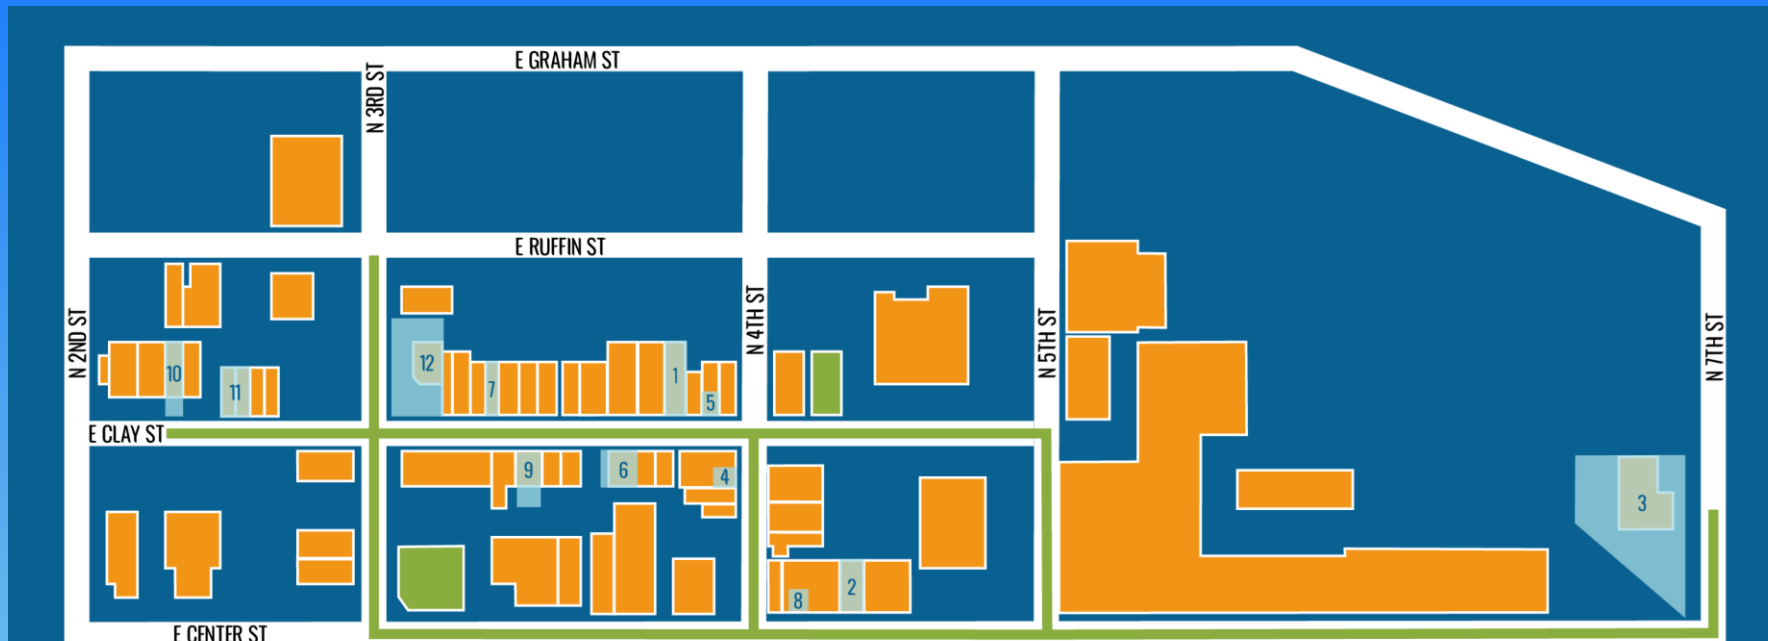 E GRAHAM ST
N 3RD ST
E RUFFIN ST
N 2ND ST
N 4TH ST
N 5TH ST
N 7TH ST
12
10
11
7
1
5
E CLAY ST
9
6
4
3
2
8
E CENTER ST